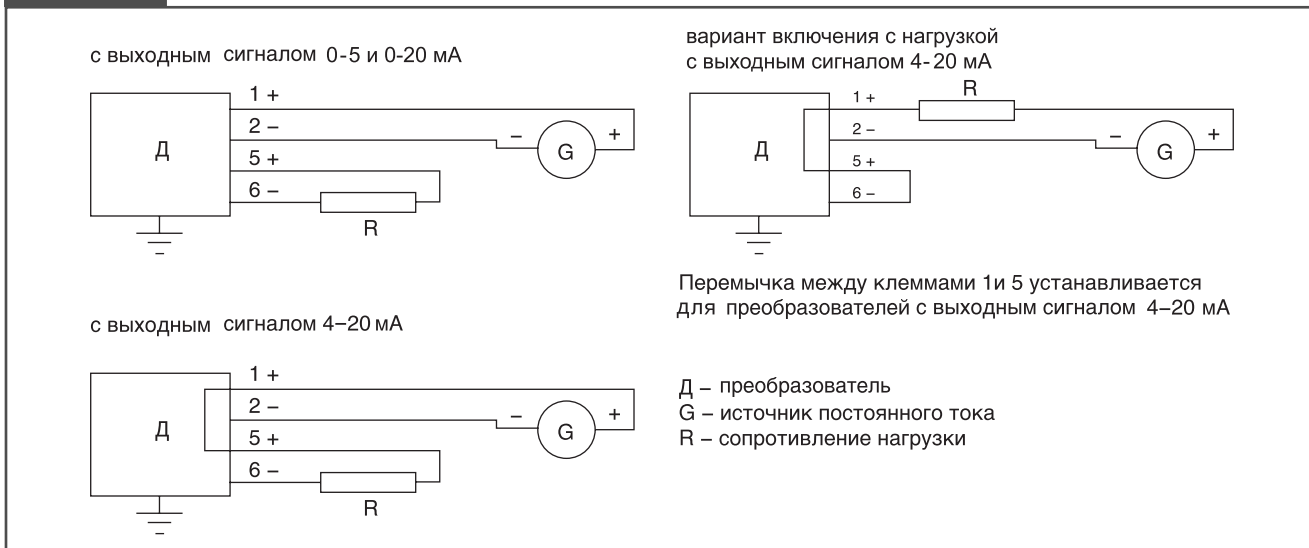 с выходным сигналом 0-5 и 0-20 мА
1 +
2 –
5 +
6 –
Д
R
–
G
+
вариант включения с нагрузкой
с выходным сигналом 4-20 мА
1 +
2 –
5 +
6 –
Д
R
–
G
+
Перемычка между клеммами 1и 5 устанавливается
для преобразователей с выходным сигналом 4–20 мА
с выходным сигналом 4–20 мА
1 +
2 –
5 +
6 –
Д
R
–
G
+
Д – преобразователь
G – источник постоянного тока
R – сопротивление нагрузки